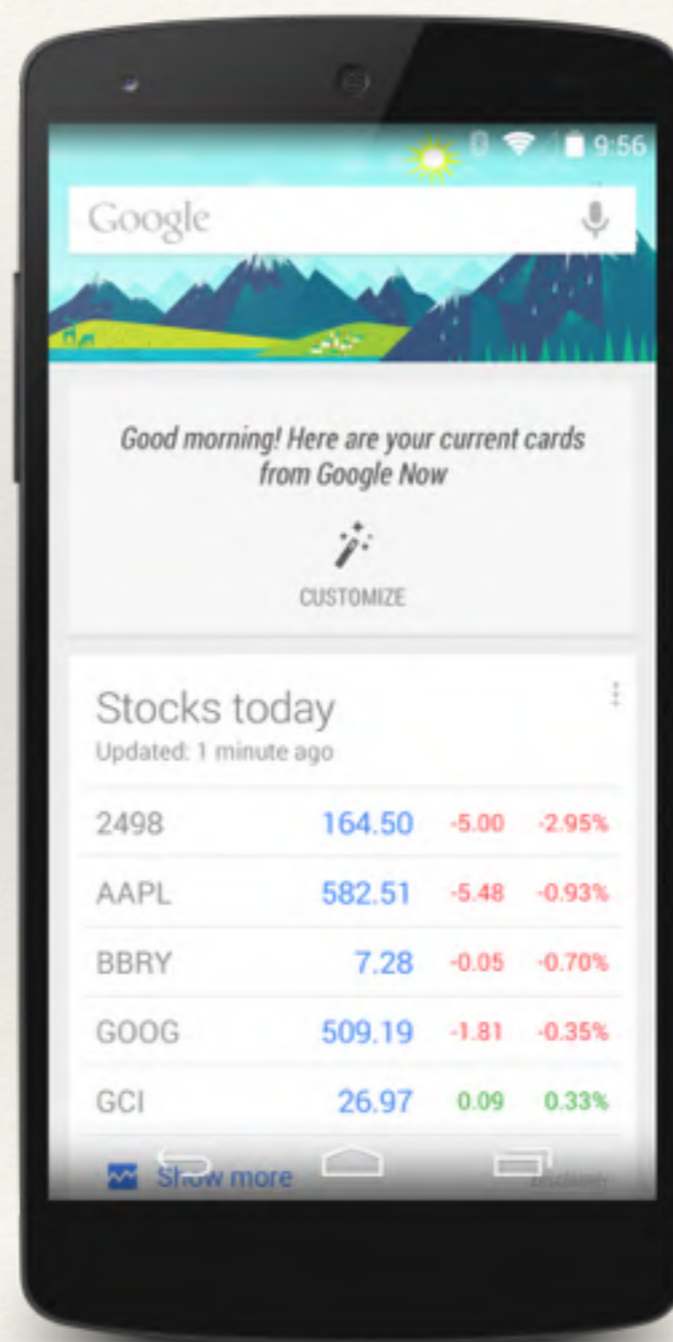 9:56
Google
Good morning! Here are your current cards
from Google Now
CUSTOMIZE
Stocks today
Updated: 1 minute ago
2498 164.50 -5.00 -2.95%
AAPL 582.51 -5.48 -0.93%
BBRY 7.28 -0.05 -0.70%
GOOG 509.19 -1.81 -0.35%
GCI 26.97 0.09 0.33%
Show more